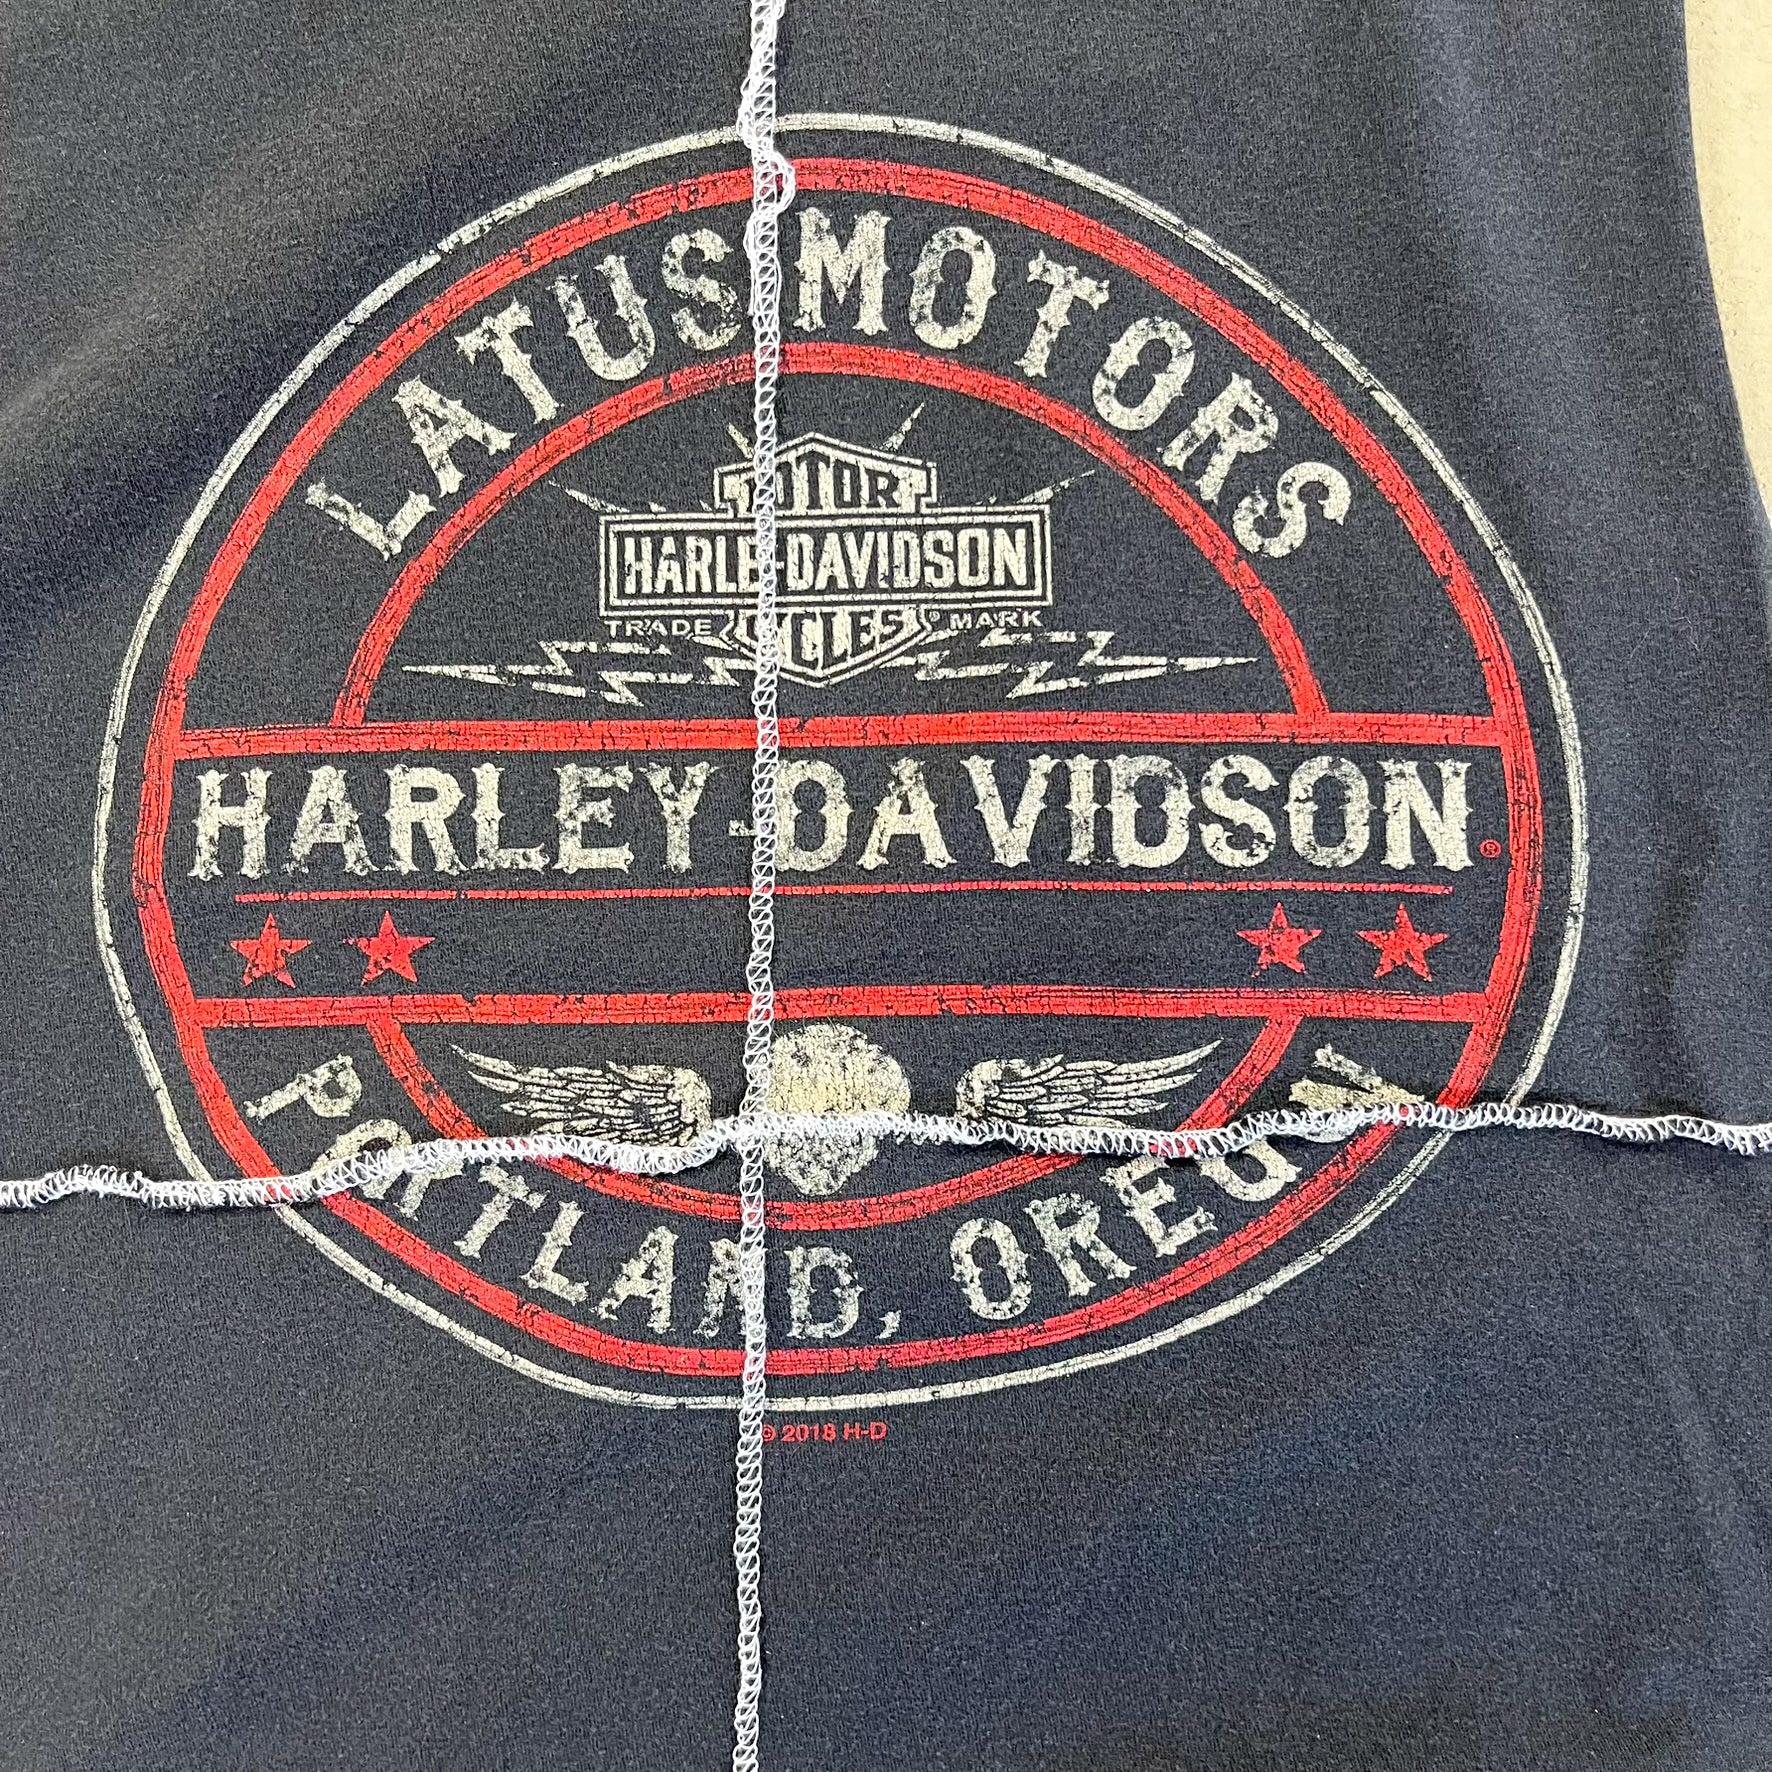 LATUS MOTORS
MOTOR
HARLEY-DAVIDSON
TRADE CYCLES® MARK
HARLEY-DAVIDSON®
PORTLAND, OREGON
© 2018 H-D